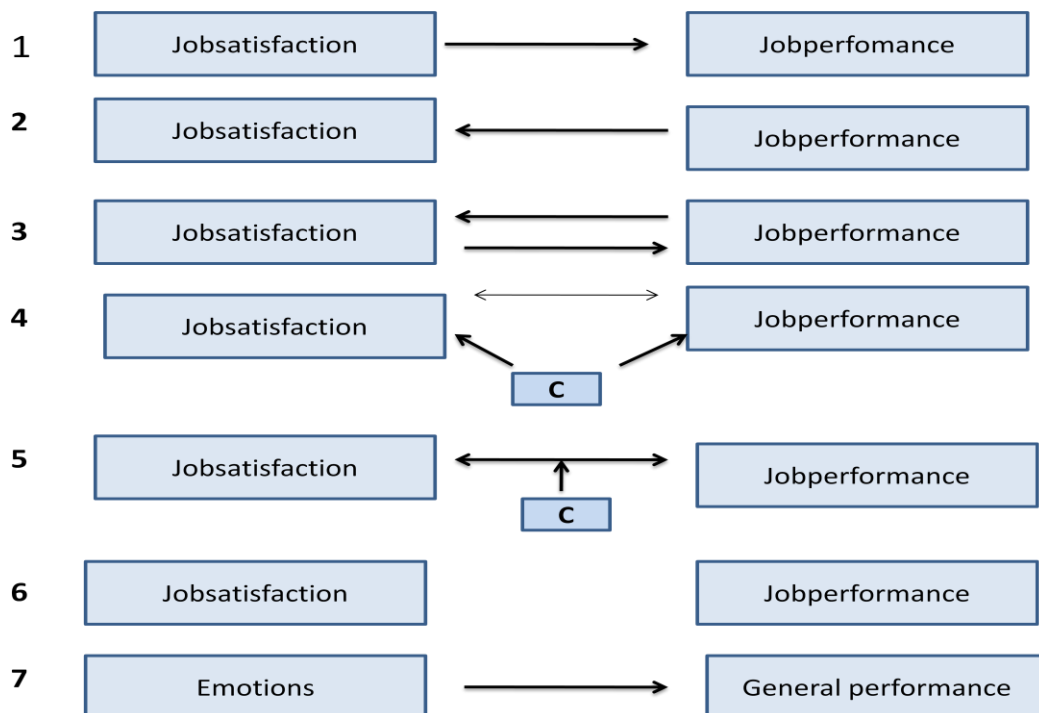 1 Jobsatisfaction Jobperfomance
2 Jobsatisfaction Jobperformance
3 Jobsatisfaction Jobperformance
4 Jobsatisfaction Jobperformance
C
5 Jobsatisfaction Jobperformance
C
6 Jobsatisfaction Jobperformance
7 Emotions General performance